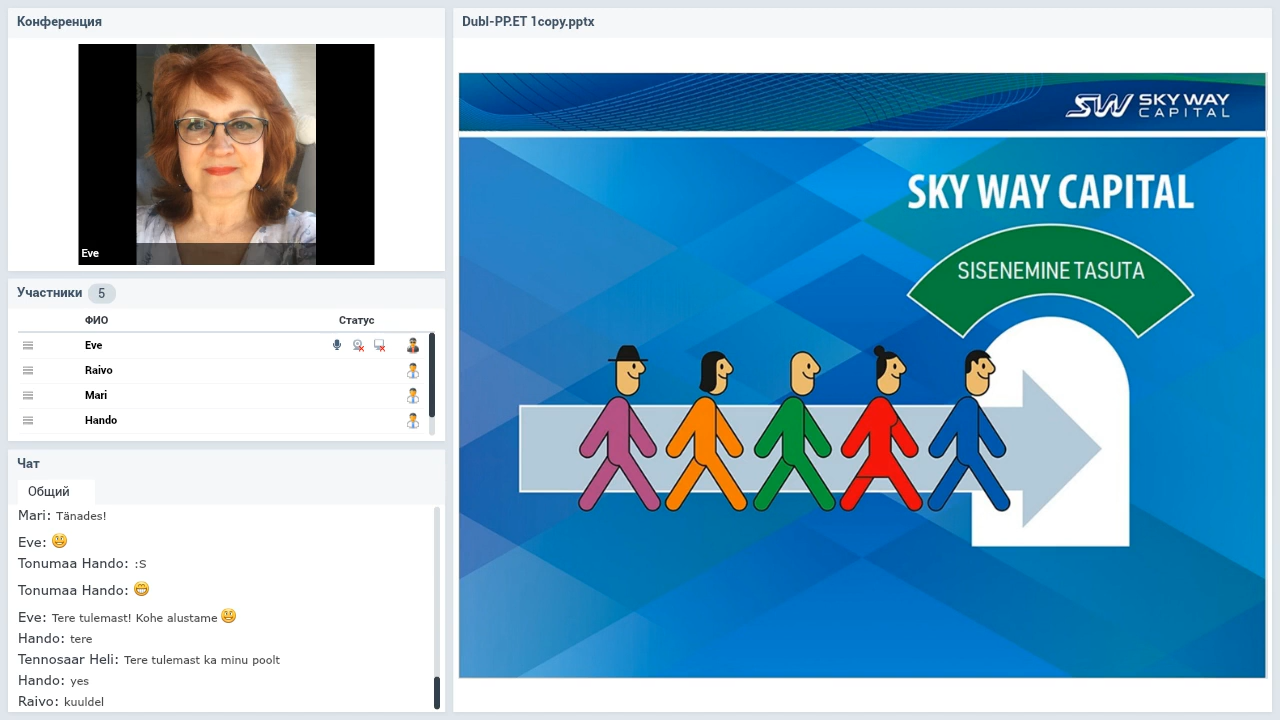 Конференция
Eve
Участники 5
ФИО Статус
Eve
Raivo
Mari
Hando
Чат
Общий
Mari: Tänades!
Eve:
Tonumaa Hando: :S
Tonumaa Hando:
Eve: Tere tulemast! Kohe alustame
Hando: tere
Tennosaar Heli: Tere tulemast ka minu poolt
Hando: yes
Raivo: kuuldel
Dubl-PP.ET 1copy.pptx
SW SKY WAY
CAPITAL
SKY WAY CAPITAL
SISENEMINE TASUTA